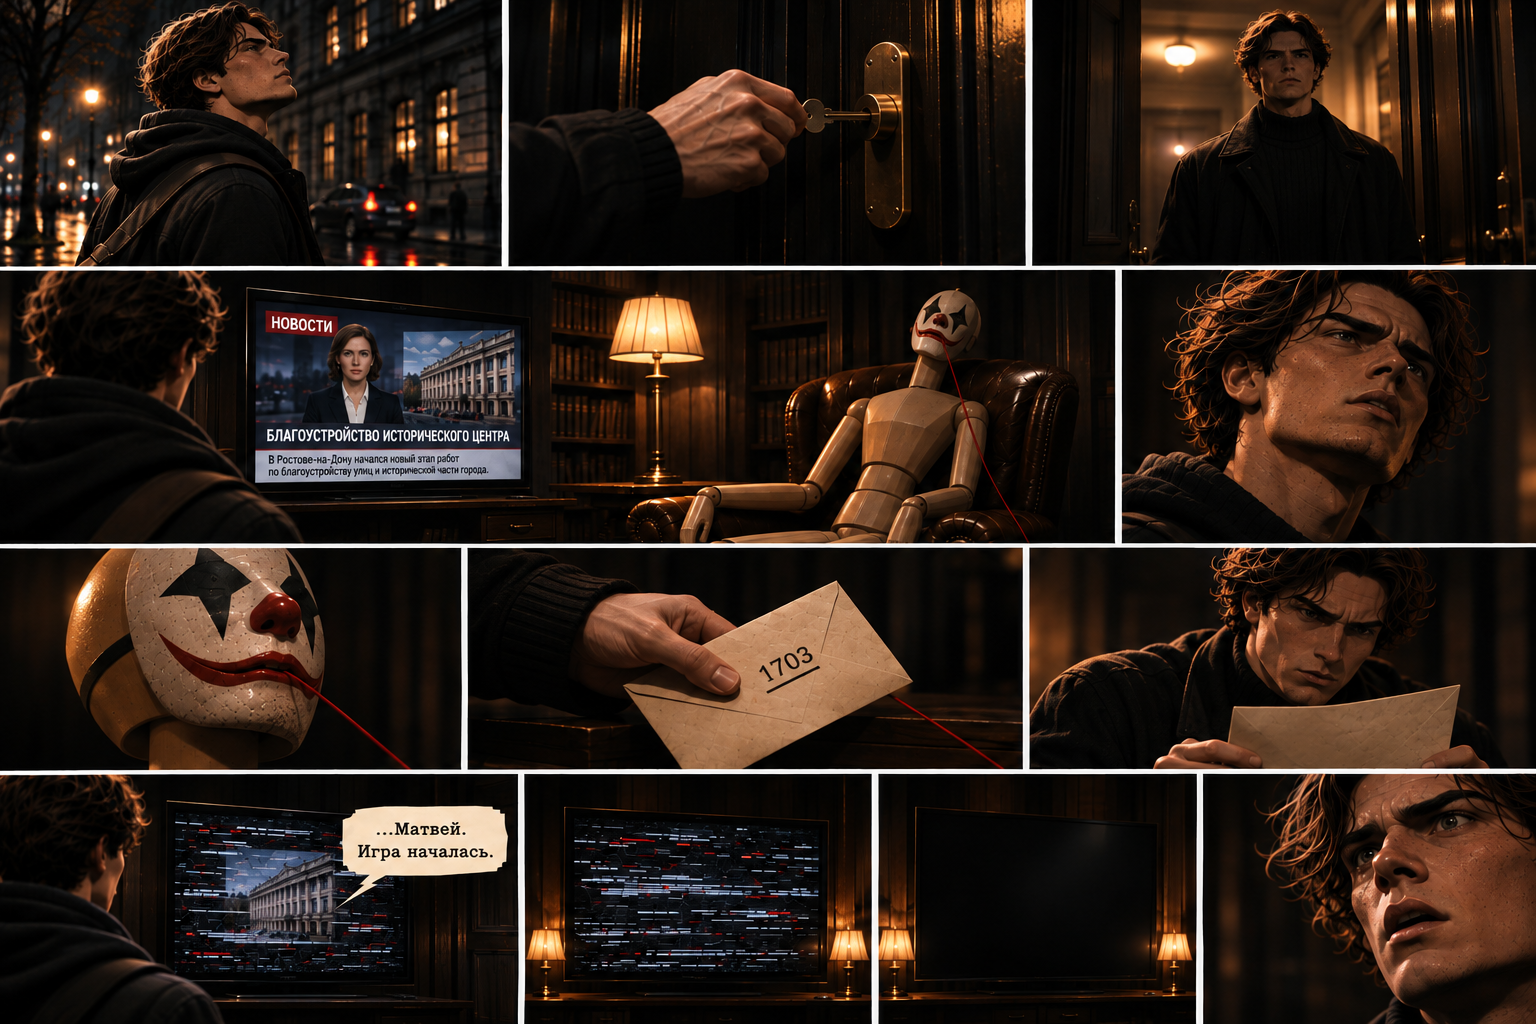 НОВОСТИ
БЛАГОУСТРОЙСТВО ИСТОРИЧЕСКОГО ЦЕНТРА
В Ростове-на-Дону начался новый этап работ
по благоустройству улиц и исторической части города.
1703
...Матвей.
Игра началась.